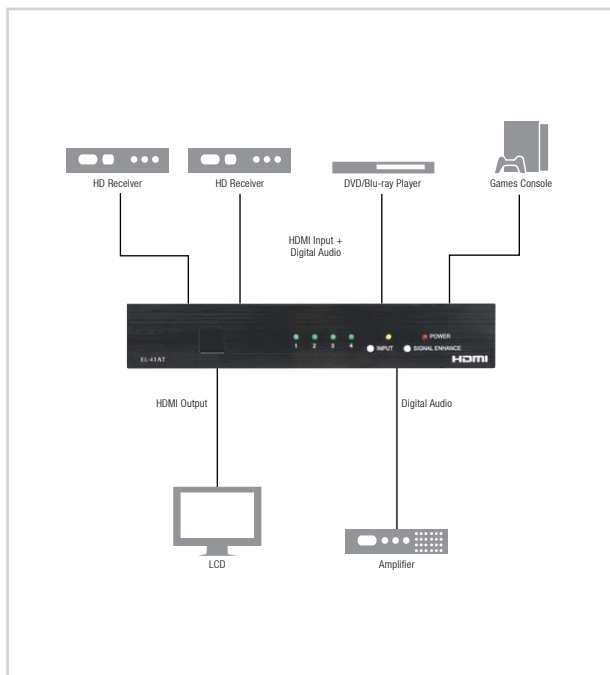 HD Receiver
HD Receiver
DVD/Blu-ray Player
Games Console
HDMI Input +
Digital Audio
POWER
1 2 3 4 INPUT SIGNAL ENHANCE
EL-41AT
HDMI
HDMI Output
Digital Audio
LCD
Amplifier